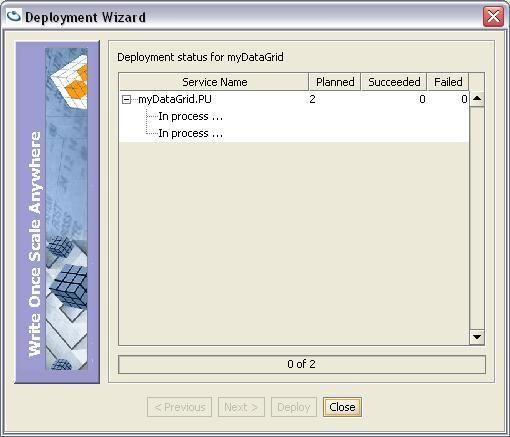 Deployment Wizard
Write Once Scale Anywhere
Deployment status for myDataGrid
Service Name Planned Succeeded Failed
myDataGrid.PU 2 0 0
In process ...
In process ...
0 of 2
< Previous Next > Deploy Close